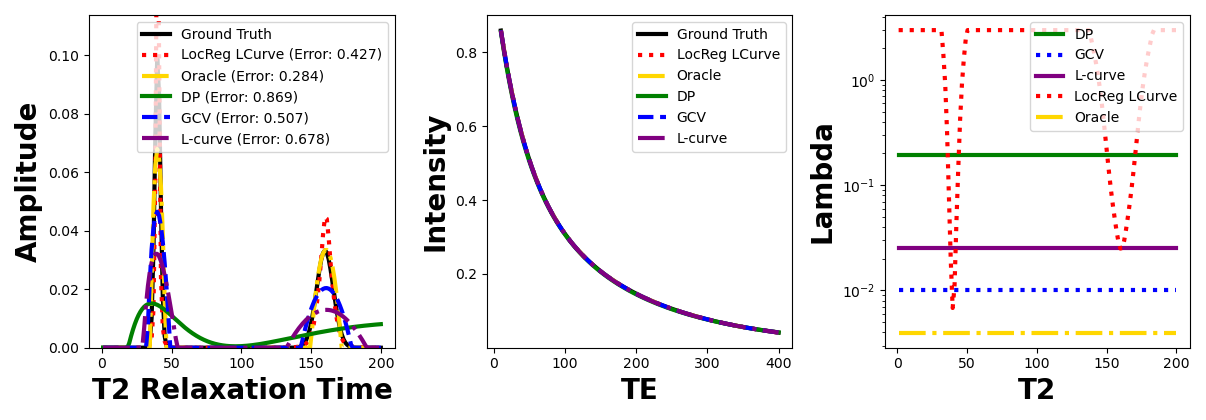 Amplitude
0.10
0.08
0.06
0.04
0.02
0.00
0
50
100
150
200
T2 Relaxation Time
Ground Truth
LocReg LCurve (Error: 0.427)
Oracle (Error: 0.284)
DP (Error: 0.869)
GCV (Error: 0.507)
L-curve (Error: 0.678)
Intensity
0.8
0.6
0.4
0.2
0
100
200
300
400
TE
Ground Truth
LocReg LCurve
Oracle
DP
GCV
L-curve
Lambda
10⁰
10⁻¹
10⁻²
0
50
100
150
200
T2
DP
GCV
L-curve
LocReg LCurve
Oracle